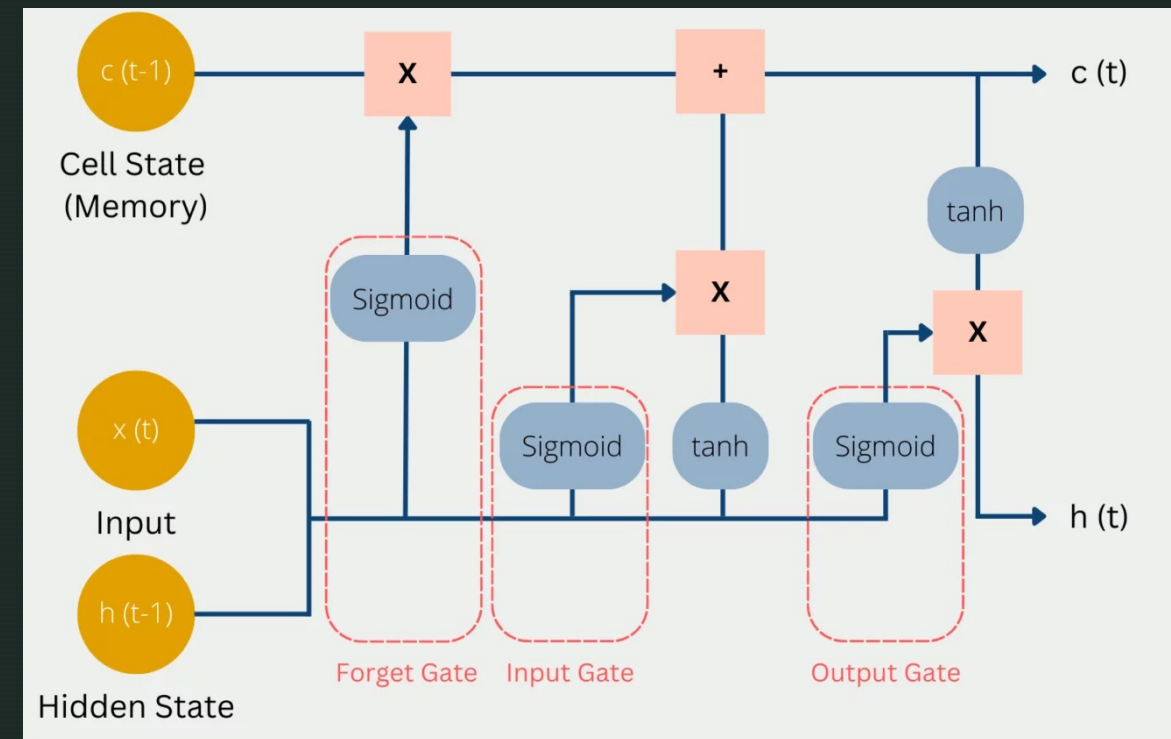 c (t-1)
X
+
c (t)
Cell State
(Memory)
tanh
Sigmoid
X
X
x (t)
Sigmoid
tanh
Sigmoid
Input
h (t)
h (t-1)
Forget Gate
Input Gate
Output Gate
Hidden State